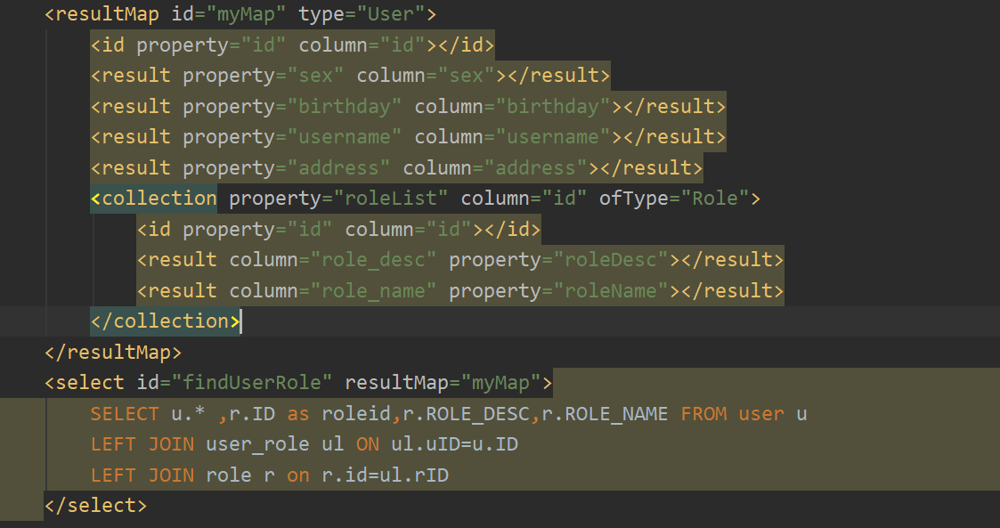 <resultMap id="myMap" type="User">
<id property="id" column="id"></id>
<result property="sex" column="sex"></result>
<result property="birthday" column="birthday"></result>
<result property="username" column="username"></result>
<result property="address" column="address"></result>
<collection property="roleList" column="id" ofType="Role">
<id property="id" column="id"></id>
<result column="role_desc" property="roleDesc"></result>
<result column="role_name" property="roleName"></result>
</collection>
</resultMap>
<select id="findUserRole" resultMap="myMap">
SELECT u.* ,r.ID as roleid,r.ROLE_DESC,r.ROLE_NAME FROM user u
LEFT JOIN user_role ul ON ul.uID=u.ID
LEFT JOIN role r on r.id=ul.rID
</select>